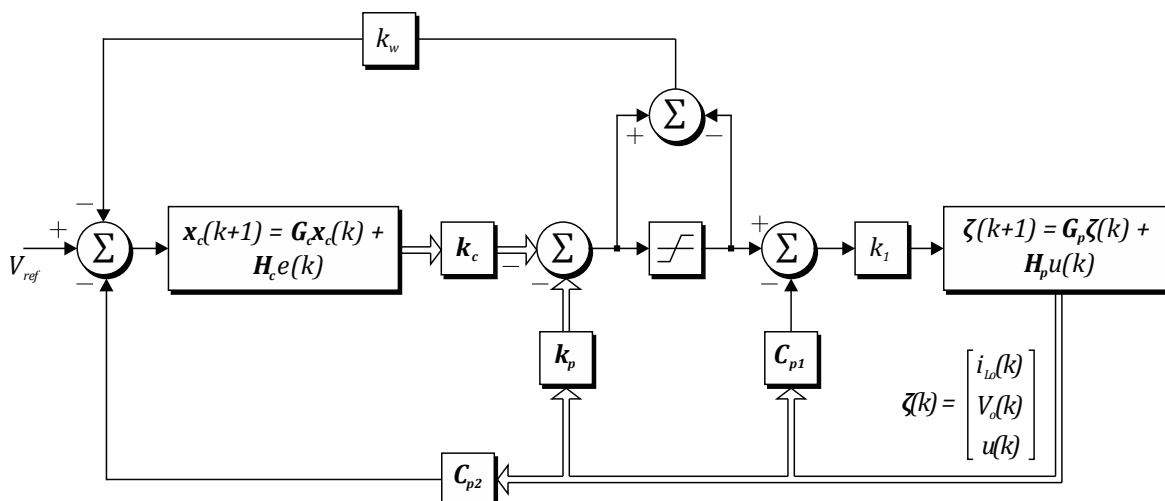 k_w
Σ
+
−
−
+
Σ
−
V_ref
x_c(k+1) = G_c x_c(k) +
H_c e(k)
k_c
−
Σ
−
+
Σ
−
k_1
ζ(k+1) = G_p ζ(k) +
H_p u(k)
k_p
C_p1
ζ(k) =
i_Lo(k)
V_o(k)
u(k)
C_p2